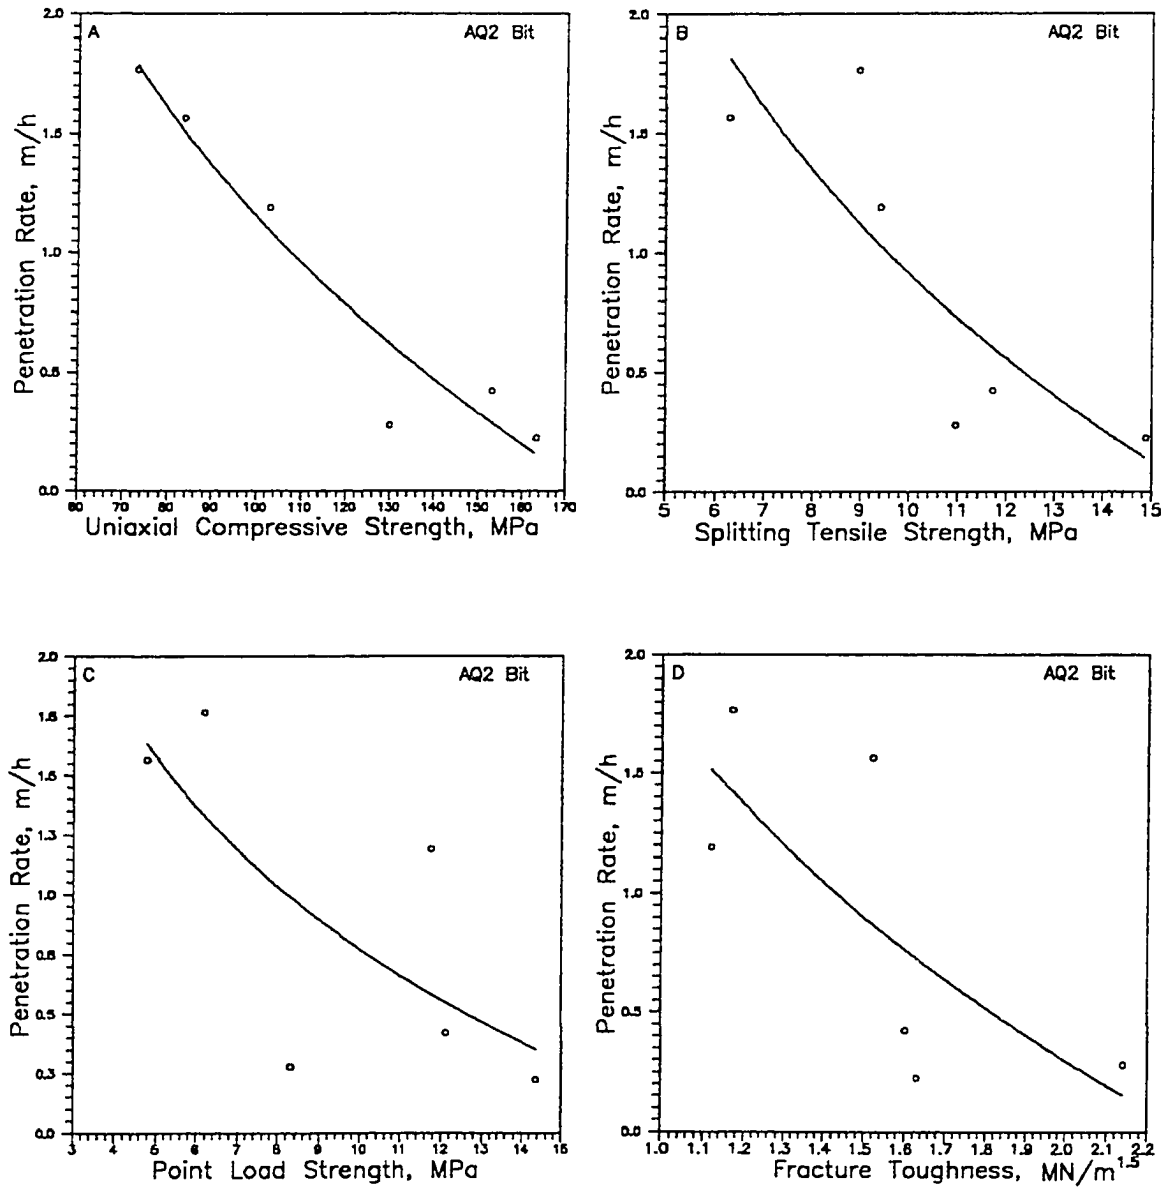 A AQ2 Bit
2.0
1.5
1.0
0.5
0.0
Penetration Rate, m/h
60 70 80 90 100 110 120 130 140 150 160 170
Uniaxial Compressive Strength, MPa
B AQ2 Bit
2.0
1.5
1.0
0.5
0.0
Penetration Rate, m/h
5 6 7 8 9 10 11 12 13 14 15
Splitting Tensile Strength, MPa
C AQ2 Bit
2.0
1.8
1.5
1.3
1.0
0.8
0.5
0.3
0.0
Penetration Rate, m/h
3 4 5 6 7 8 9 10 11 12 13 14 15
Point Load Strength, MPa
D AQ2 Bit
2.0
1.5
1.0
0.5
0.0
Penetration Rate, m/h
1.0 1.1 1.2 1.3 1.4 1.5 1.6 1.7 1.8 1.9 2.0 2.1 2.2
Fracture Toughness, MN/m1.5